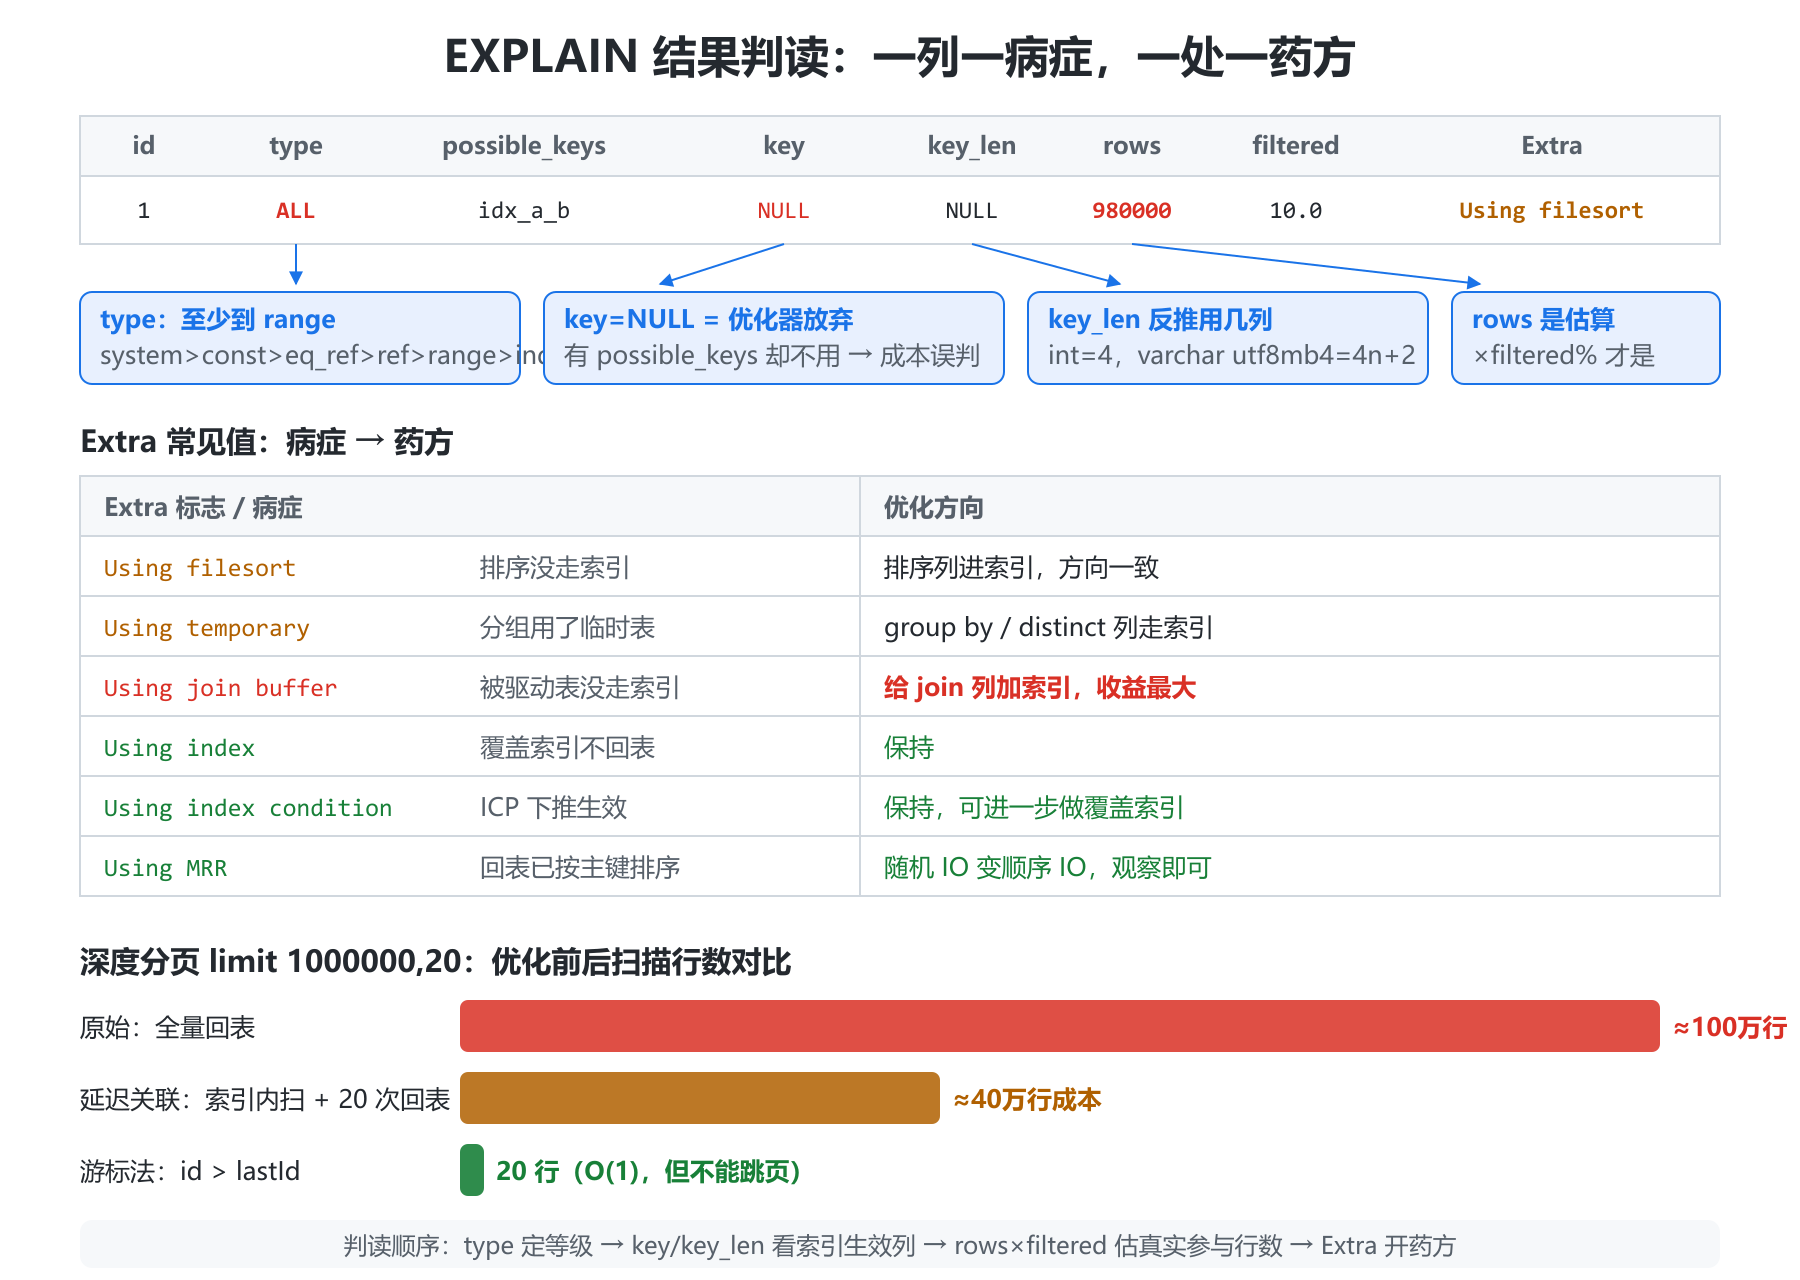 EXPLAIN 结果判读：一列一病症，一处一药方
id type possible_keys key key_len rows filtered Extra
1 ALL idx_a_b NULL NULL 980000 10.0 Using filesort
type：至少到 range
system>const>eq_ref>ref>range>ind
key=NULL = 优化器放弃
有 possible_keys 却不用 → 成本误判
key_len 反推用几列
int=4，varchar utf8mb4=4n+2
rows 是估算
×filtered% 才是
Extra 常见值：病症 → 药方
Extra 标志 / 病症 优化方向
Using filesort 排序没走索引 排序列进索引，方向一致
Using temporary 分组用了临时表 group by / distinct 列走索引
Using join buffer 被驱动表没走索引 给 join 列加索引，收益最大
Using index 覆盖索引不回表 保持
Using index condition ICP 下推生效 保持，可进一步做覆盖索引
Using MRR 回表已按主键排序 随机 IO 变顺序 IO，观察即可
深度分页 limit 1000000,20：优化前后扫描行数对比
原始：全量回表 ≈100万行
延迟关联：索引内扫 + 20 次回表 ≈40万行成本
游标法：id > lastId 20 行（O(1)，但不能跳页）
判读顺序：type 定等级 → key/key_len 看索引生效列 → rows×filtered 估真实参与行数 → Extra 开药方